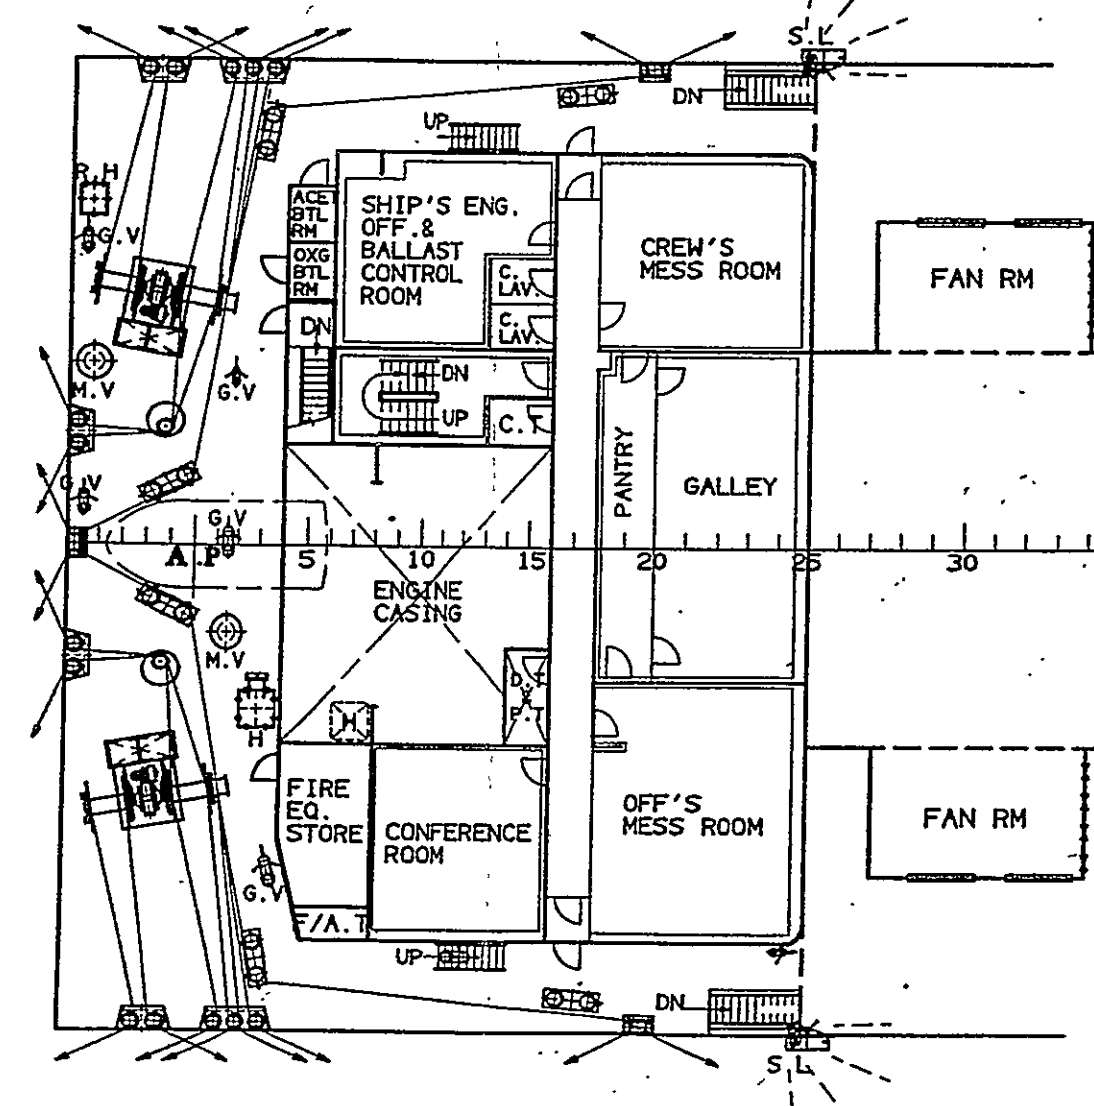 S.L
DN
UP
R H
G.V
ACET
BTL
RM
SHIP'S ENG.
OFF.&
BALLAST
CONTROL
ROOM
CREW'S
MESS ROOM
OXG
BTL
RM
C.
LAV.
FAN RM
DN
C.
LAV.
M.V
G.V
DN
UP
C.T
PANTRY
GALLEY
G V
G V
A.P
5
10
15
20
25
30
ENGINE
CASING
M.V
D.T
P.T
H
H
FIRE
EQ.
STORE
CONFERENCE
ROOM
OFF'S
MESS ROOM
FAN RM
G.V
F/A.T
UP
DN
S L